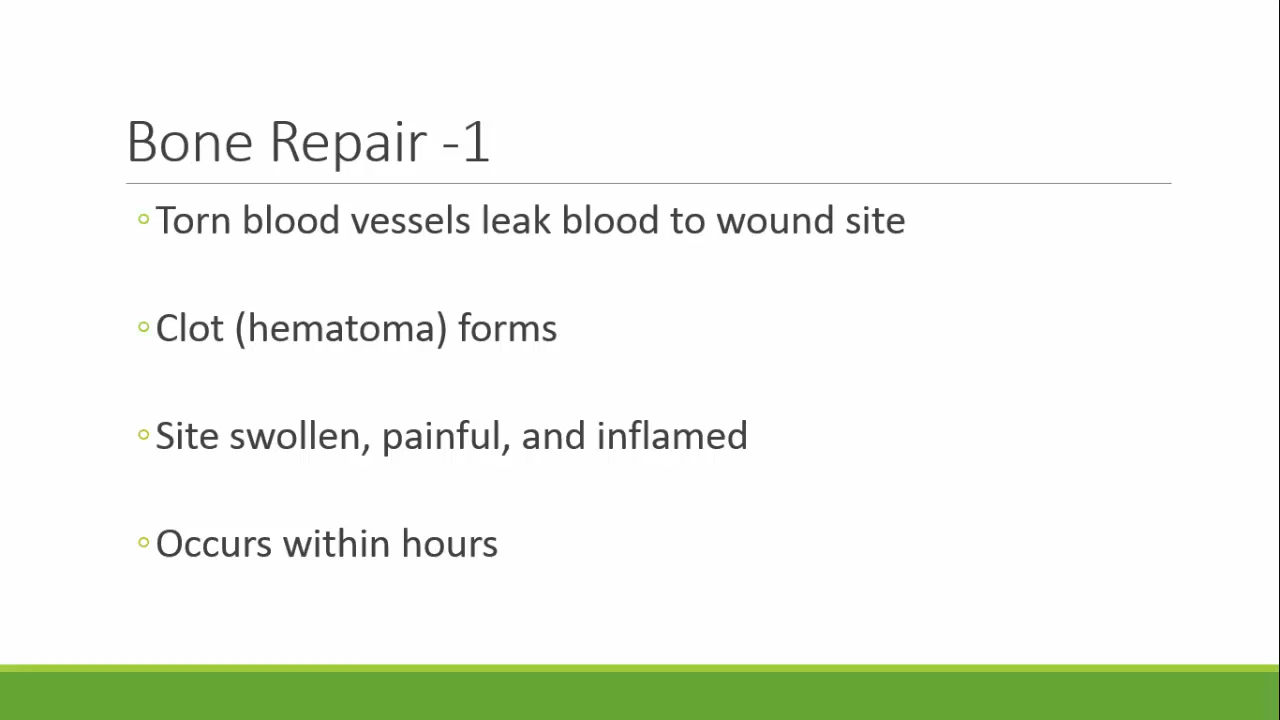 Bone Repair -1
Torn blood vessels leak blood to wound site
Clot (hematoma) forms
Site swollen, painful, and inflamed
Occurs within hours